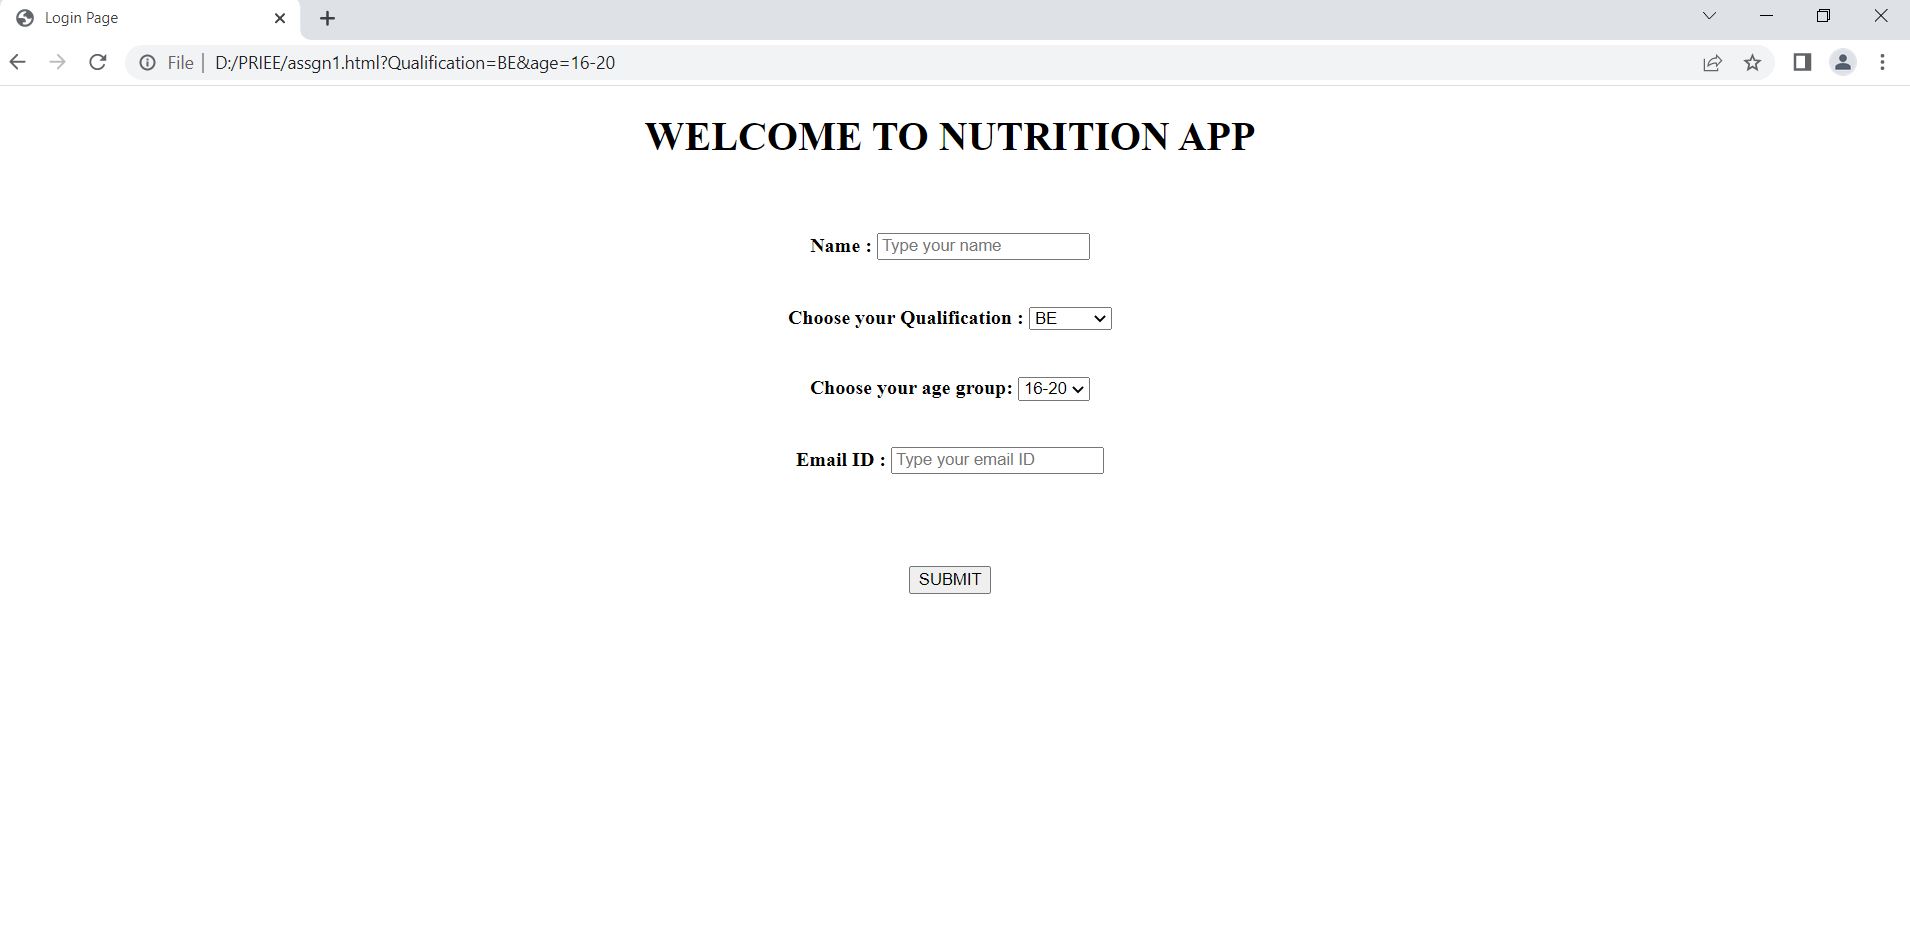 Login Page
File | D:/PRIEE/assgn1.html?Qualification=BE&age=16-20
WELCOME TO NUTRITION APP
Name : Type your name
Choose your Qualification : BE
Choose your age group: 16-20
Email ID : Type your email ID
SUBMIT